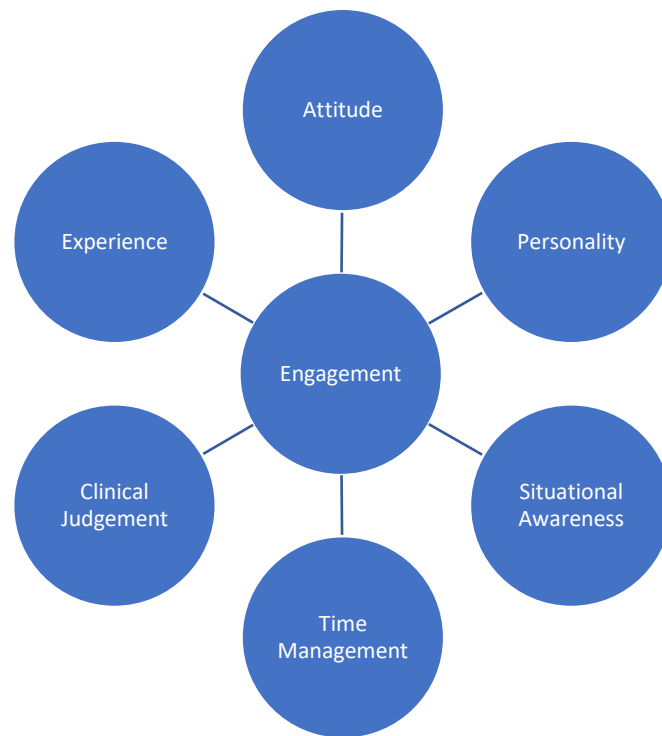 Attitude
Personality
Situational
Awareness
Time
Management
Clinical
Judgement
Experience
Engagement